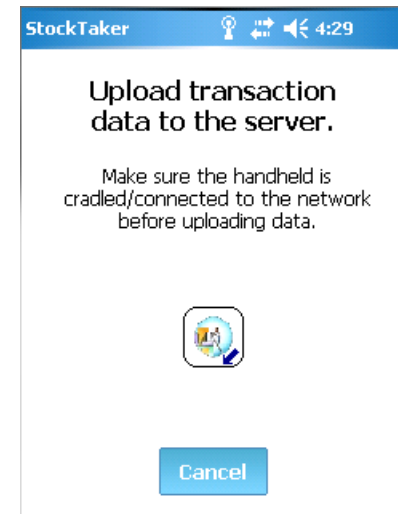 StockTaker 4:29
Upload transaction
data to the server.
Make sure the handheld is
cradled/connected to the network
before uploading data.
Cancel